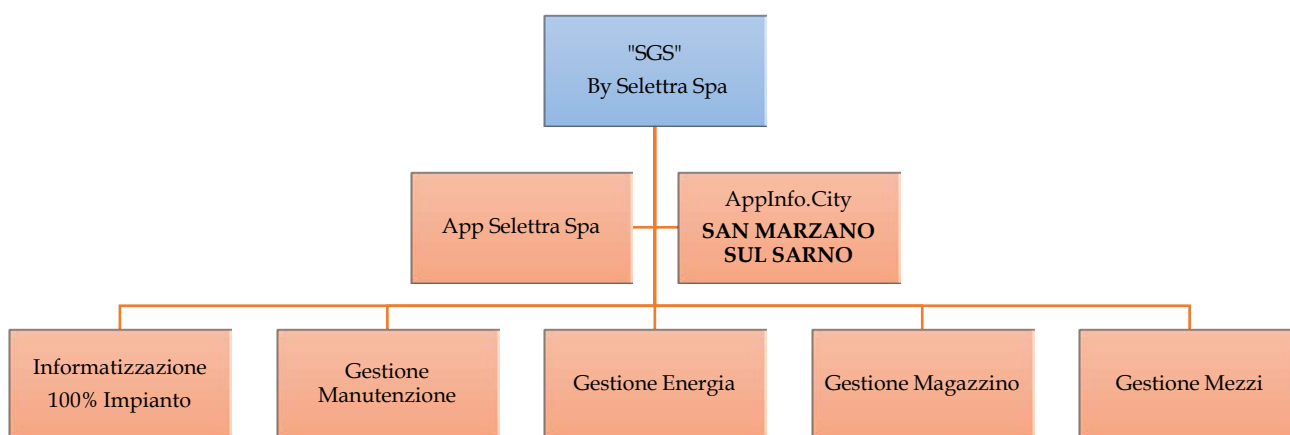 "SGS"
By Selettra Spa
App Selettra Spa
AppInfo.City
SAN MARZANO
SUL SARNO
Informatizzazione
100% Impianto
Gestione
Manutenzione
Gestione Energia
Gestione Magazzino
Gestione Mezzi